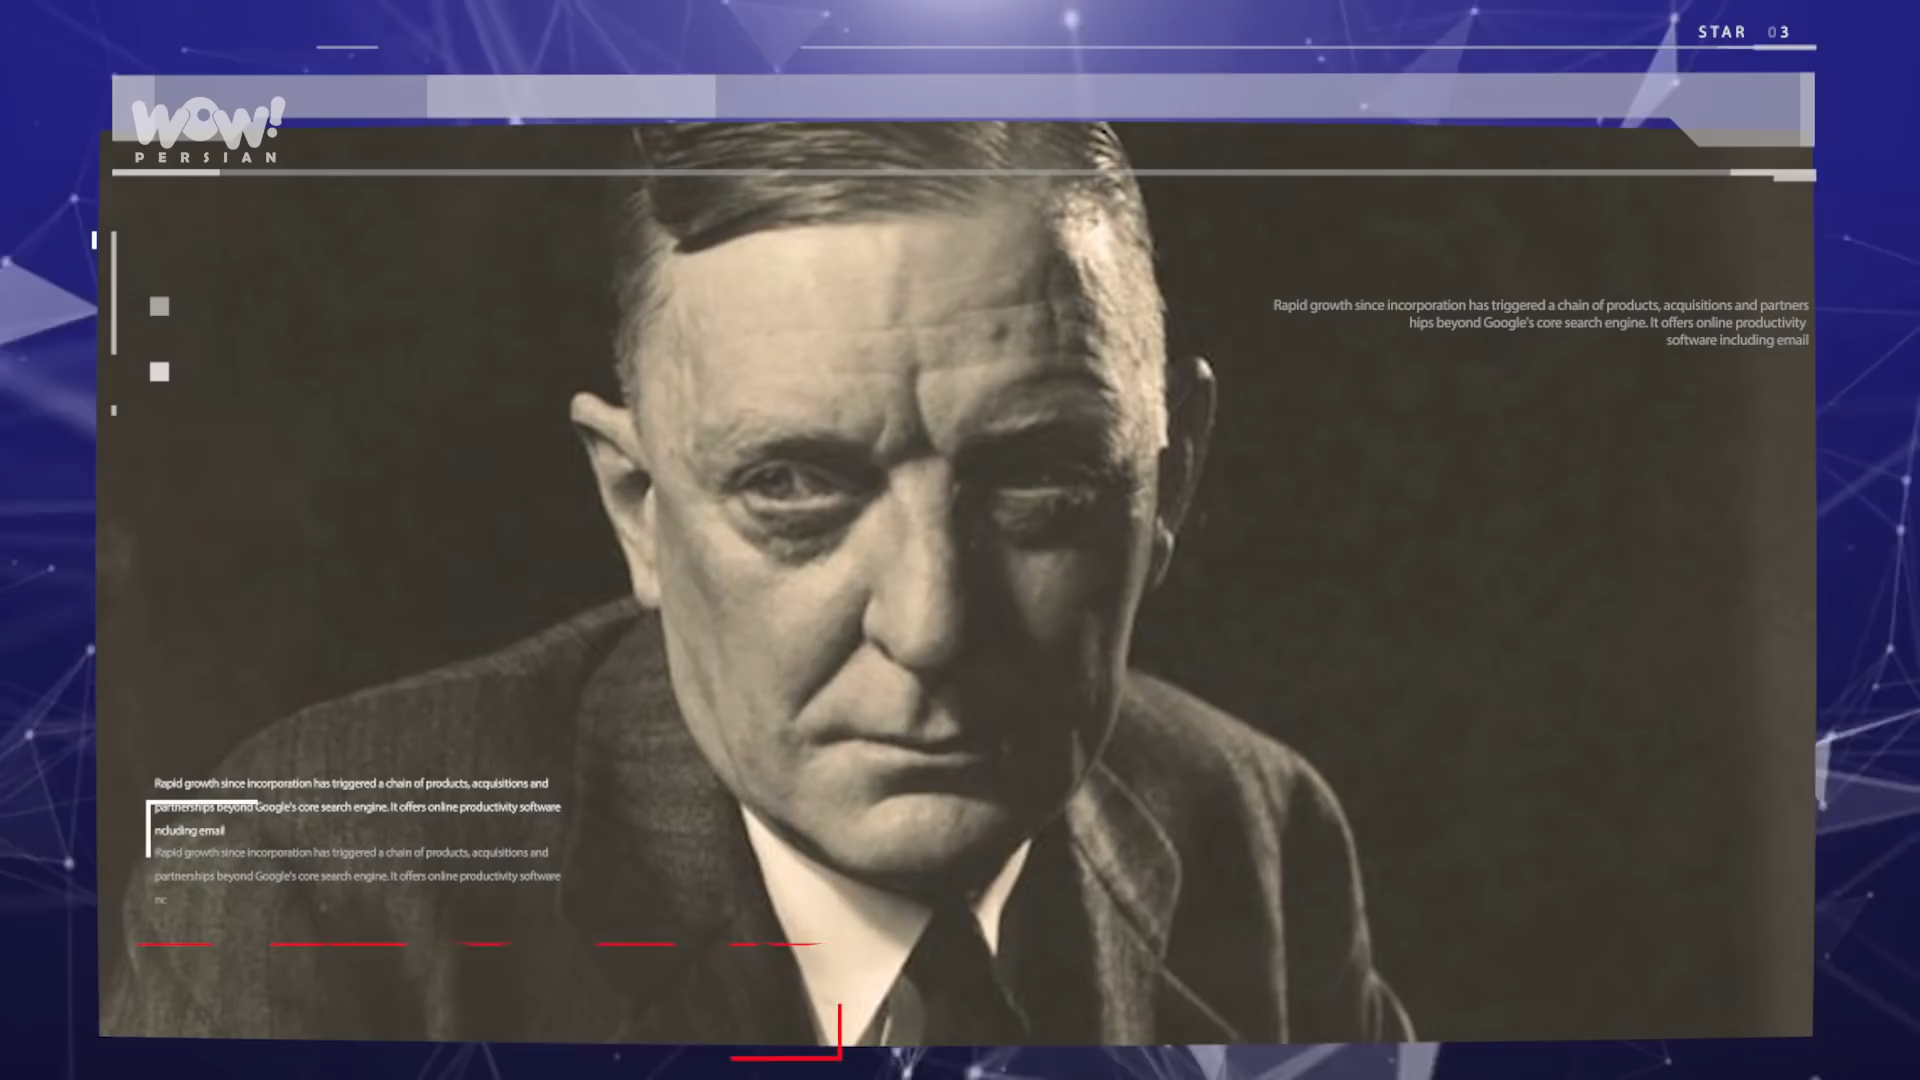 STAR 03
WOW!
PERSIAN
Rapid growth since incorporation has triggered a chain of products, acquisitions and partners
hips beyond Google's core search engine. It offers online productivity
software including email
Rapid growth since incorporation has triggered a chain of products, acquisitions and
partnerships beyond Google's core search engine. It offers online productivity software
ncluding email
Rapid growth since incorporation has triggered a chain of products, acquisitions and
partnerships beyond Google's core search engine. It offers online productivity software
nc